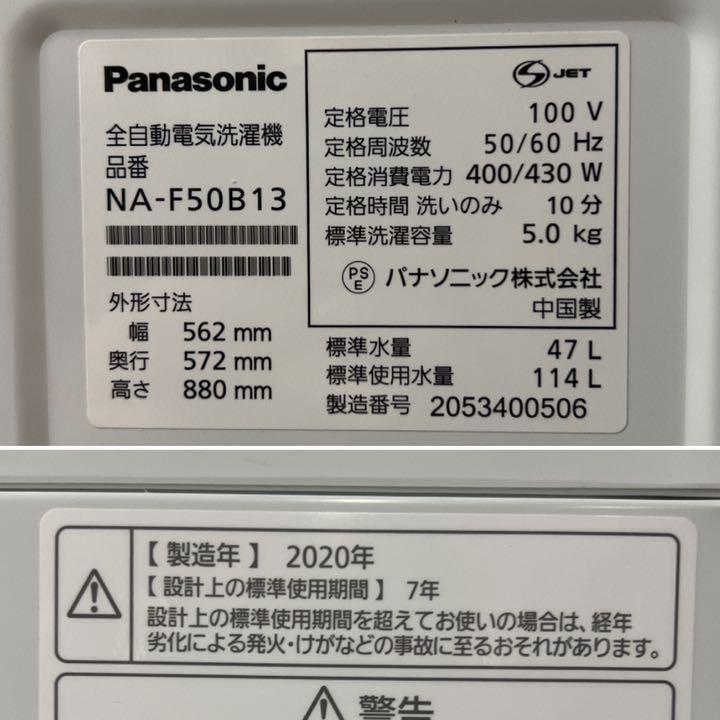 Panasonic
全自動電気洗濯機
品番
NA-F50B13
外形寸法
幅 562 mm
奥行 572 mm
高さ 880 mm
S JET
定格電圧 100 V
定格周波数 50/60 Hz
定格消費電力 400/430 W
定格時間 洗いのみ 10 分
標準洗濯容量 5.0 kg
PSE パナソニック株式会社
中国製
標準水量 47 L
標準使用水量 114 L
製造番号 2053400506
【 製造年 】 2020年
【 設計上の標準使用期間 】 7年
設計上の標準使用期間を超えてお使いの場合は、経年
劣化による発火・けがなどの事故に至るおそれがあります。
警告